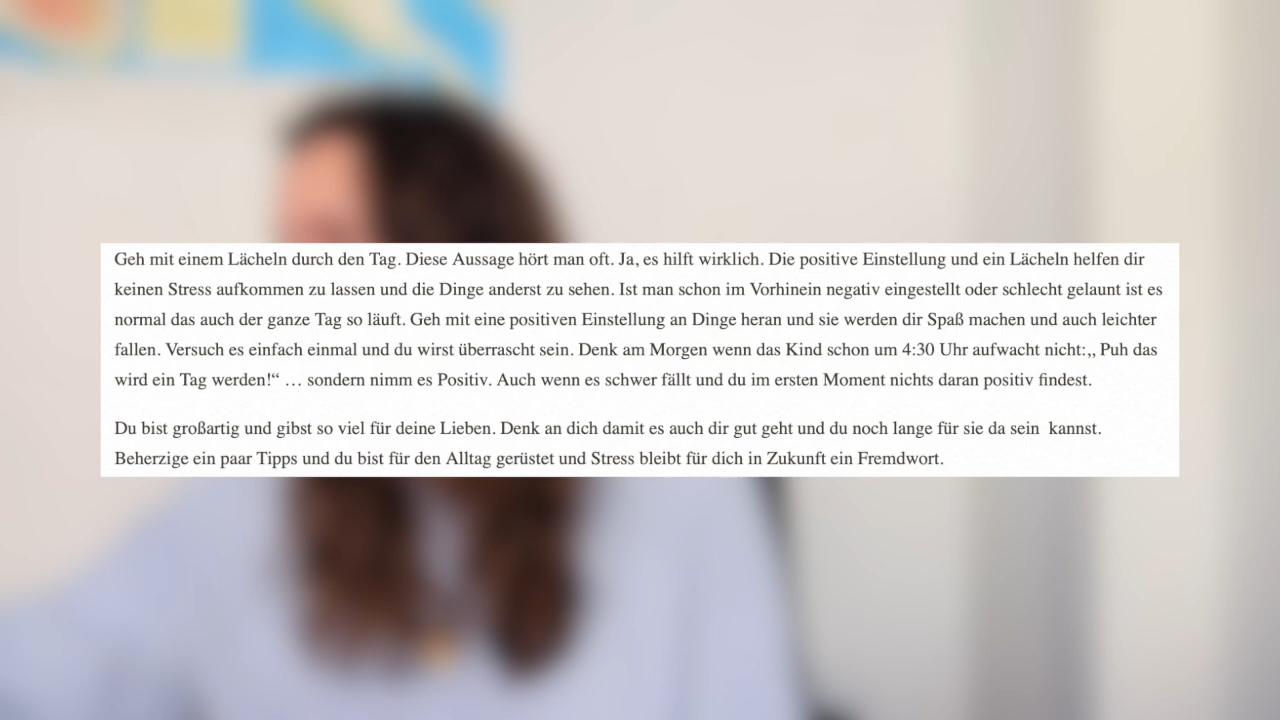 Geh mit einem Lächeln durch den Tag. Diese Aussage hört man oft. Ja, es hilft wirklich. Die positive Einstellung und ein Lächeln helfen dir
keinen Stress aufkommen zu lassen und die Dinge anderst zu sehen. Ist man schon im Vorhinein negativ eingestellt oder schlecht gelaunt ist es
normal das auch der ganze Tag so läuft. Geh mit eine positiven Einstellung an Dinge heran und sie werden dir Spaß machen und auch leichter
fallen. Versuch es einfach einmal und du wirst überrascht sein. Denk am Morgen wenn das Kind schon um 4:30 Uhr aufwacht nicht:,, Puh das
wird ein Tag werden!“ … sondern nimm es Positiv. Auch wenn es schwer fällt und du im ersten Moment nichts daran positiv findest.
Du bist großartig und gibst so viel für deine Lieben. Denk an dich damit es auch dir gut geht und du noch lange für sie da sein  kannst.
Beherzige ein paar Tipps und du bist für den Alltag gerüstet und Stress bleibt für dich in Zukunft ein Fremdwort.